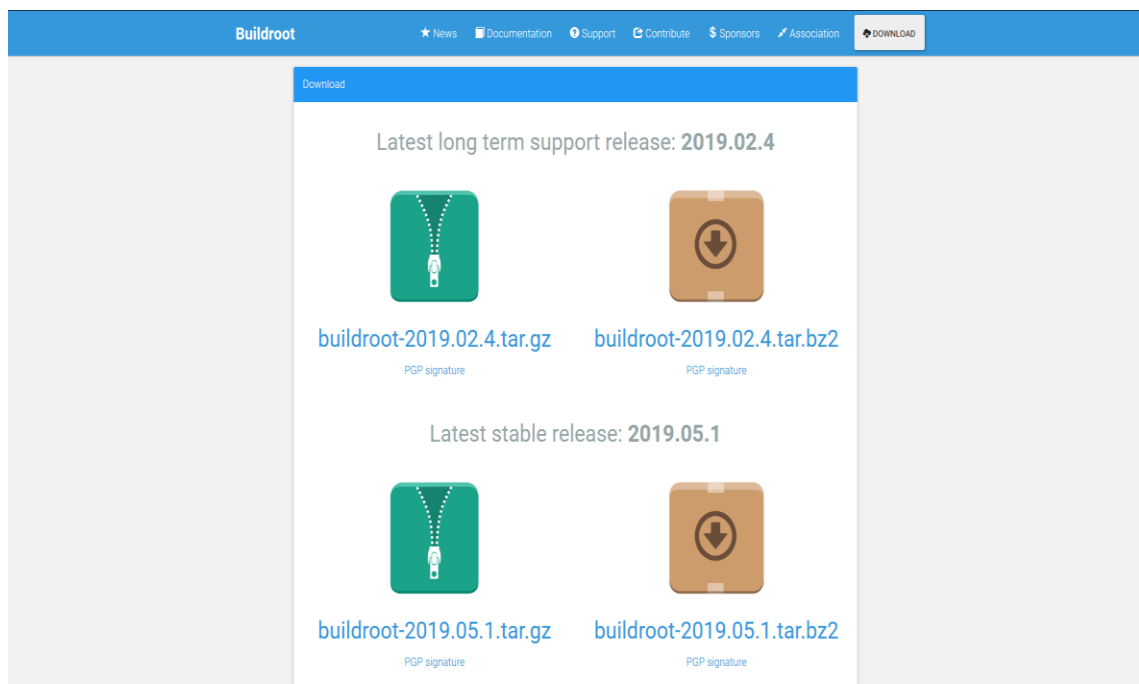 Buildroot News Documentation Support Contribute Sponsors Association DOWNLOAD
Download
Latest long term support release: 2019.02.4
buildroot-2019.02.4.tar.gz buildroot-2019.02.4.tar.bz2
PGP signature PGP signature
Latest stable release: 2019.05.1
buildroot-2019.05.1.tar.gz buildroot-2019.05.1.tar.bz2
PGP signature PGP signature